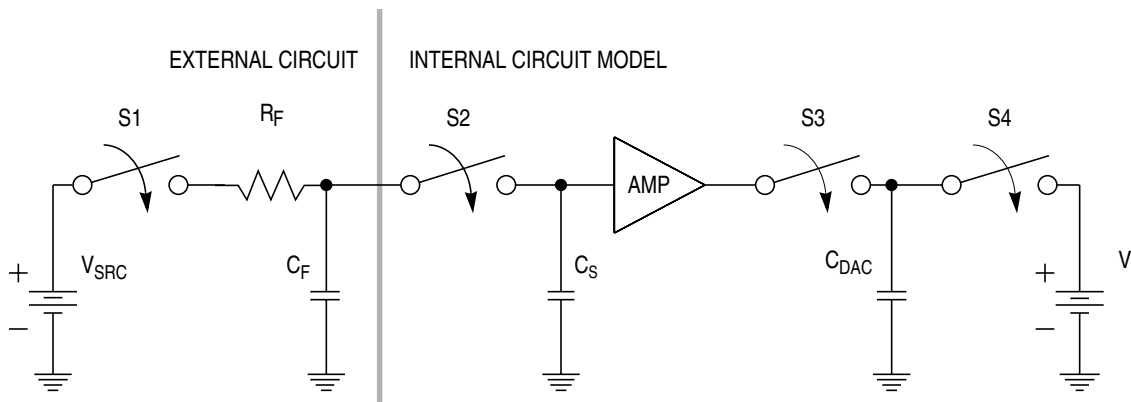 EXTERNAL CIRCUIT
INTERNAL CIRCUIT MODEL
S1
RF
S2
S3
S4
AMP
+
VSRC
−
CF
CS
CDAC
+
V
−